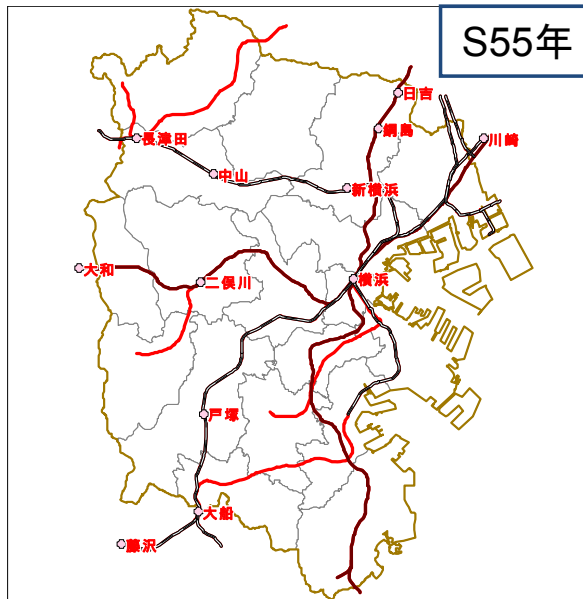 S55年
日吉
綱島
川崎
長津田
中山
新横浜
大和
二俣川
横浜
戸塚
大船
藤沢